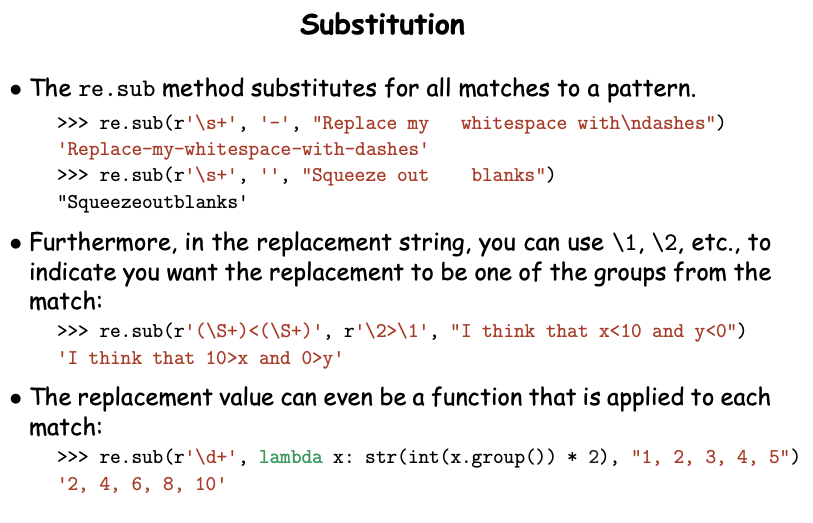 Substitution
• The re.sub method substitutes for all matches to a pattern.
>>> re.sub(r'\s+', '-', "Replace my   whitespace with\ndashes")
'Replace-my-whitespace-with-dashes'
>>> re.sub(r'\s+', '', "Squeeze out    blanks")
"Squeezeoutblanks'
• Furthermore, in the replacement string, you can use \1, \2, etc., to
indicate you want the replacement to be one of the groups from the
match:
>>> re.sub(r'(\S+)<(\S+)', r'\2>\1', "I think that x<10 and y<0")
'I think that 10>x and 0>y'
• The replacement value can even be a function that is applied to each
match:
>>> re.sub(r'\d+', lambda x: str(int(x.group()) * 2), "1, 2, 3, 4, 5")
'2, 4, 6, 8, 10'